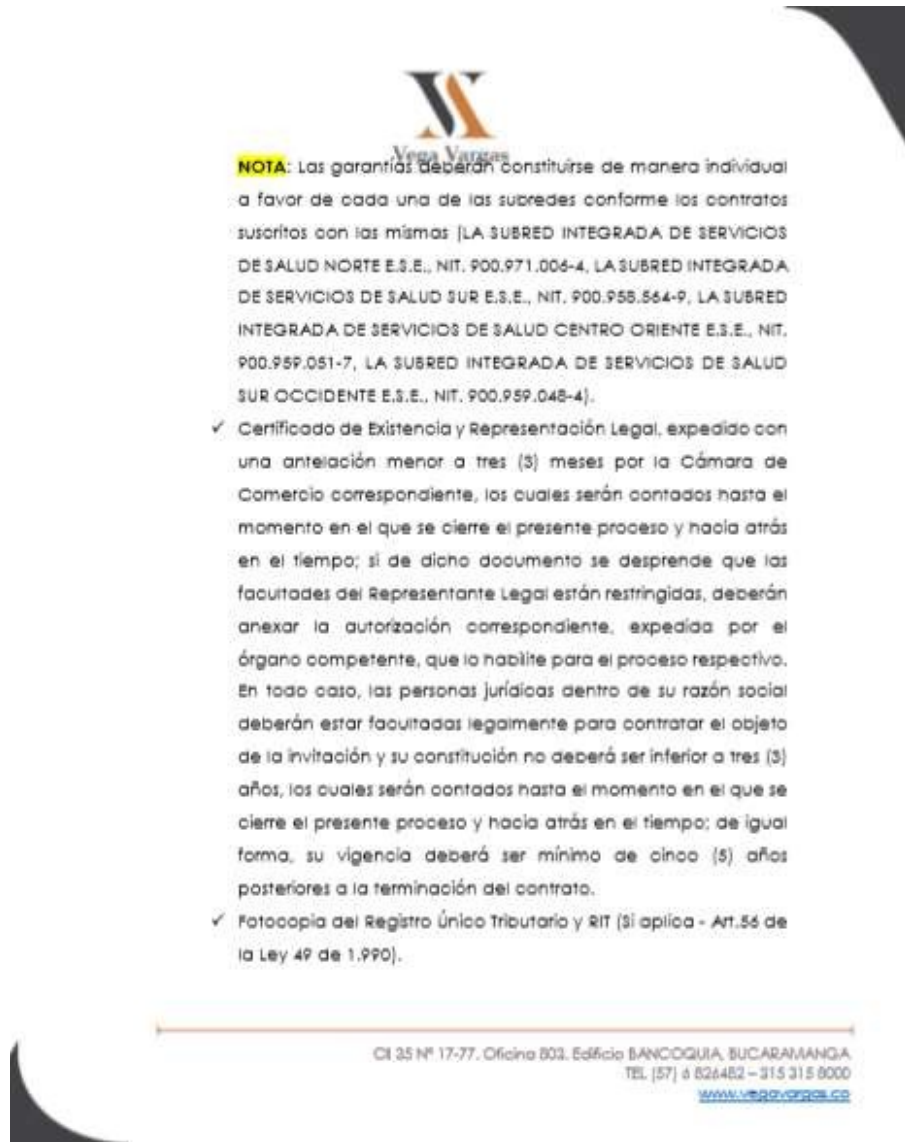 Vega Vargas
NOTA: Las garantías deberán constituirse de manera individual
a favor de cada una de las subredes conforme los contratos
suscritos con las mismas (LA SUBRED INTEGRADA DE SERVICIOS
DE SALUD NORTE E.S.E., NIT. 900.971.006-4, LA SUBRED INTEGRADA
DE SERVICIOS DE SALUD SUR E.S.E., NIT. 900.958.564-9, LA SUBRED
INTEGRADA DE SERVICIOS DE SALUD CENTRO ORIENTE E.S.E., NIT.
900.959.051-7, LA SUBRED INTEGRADA DE SERVICIOS DE SALUD
SUR OCCIDENTE E.S.E., NIT. 900.959.048-4).
✓ Certificado de Existencia y Representación Legal, expedido con
una antelación menor a tres (3) meses por la Cámara de
Comercio correspondiente, los cuales serán contados hasta el
momento en el que se cierre el presente proceso y hacia atrás
en el tiempo; si de dicho documento se desprende que las
facultades del Representante Legal están restringidas, deberán
anexar la autorización correspondiente, expedida por el
órgano competente, que lo habilite para el proceso respectivo.
En todo caso, las personas jurídicas dentro de su razón social
deberán estar facultadas legalmente para contratar el objeto
de la invitación y su constitución no deberá ser inferior a tres (3)
años, los cuales serán contados hasta el momento en el que se
cierre el presente proceso y hacia atrás en el tiempo; de igual
forma, su vigencia deberá ser mínimo de cinco (5) años
posteriores a la terminación del contrato.
✓ Fotocopia del Registro Único Tributario y RIT (Si aplica - Art.56 de
la Ley 49 de 1.990).
Cll 35 Nº 17-77. Oficina 803. Edificio BANCOQUIA, BUCARAMANGA
TEL (57) 6 826482 – 315 315 8000
www.vegavargas.co